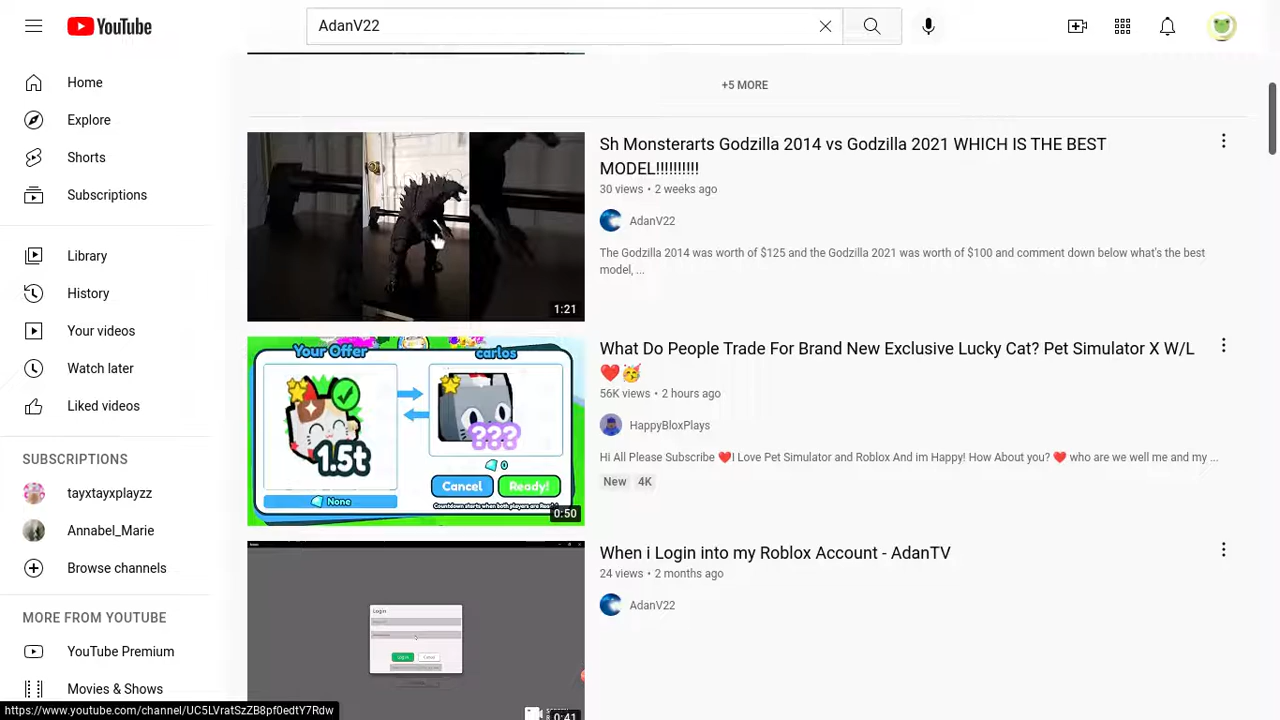 YouTube
AdanV22
Home
Explore
Shorts
Subscriptions
Library
History
Your videos
Watch later
Liked videos
SUBSCRIPTIONS
tayxtayxplayzz
Annabel_Marie
Browse channels
MORE FROM YOUTUBE
YouTube Premium
Movies & Shows
https://www.youtube.com/channel/UC5LVratSzZB8pf0edtY7Rdw
+5 MORE
1:21
Sh Monsterarts Godzilla 2014 vs Godzilla 2021 WHICH IS THE BEST
MODEL!!!!!!!!!!
30 views • 2 weeks ago
AdanV22
The Godzilla 2014 was worth of $125 and the Godzilla 2021 was worth of $100 and comment down below what's the best
model, ...
Your Offer
carlos
1.5t
???
0
None
Cancel
Ready!
0:50
What Do People Trade For Brand New Exclusive Lucky Cat? Pet Simulator X W/L
❤️🥳
56K views • 2 hours ago
HappyBloxPlays
Hi All Please Subscribe ❤️I Love Pet Simulator and Roblox And im Happy! How About you? ❤️ who are we well me and my ...
New 4K
Login
Cancel
0:41
When i Login into my Roblox Account - AdanTV
24 views • 2 months ago
AdanV22